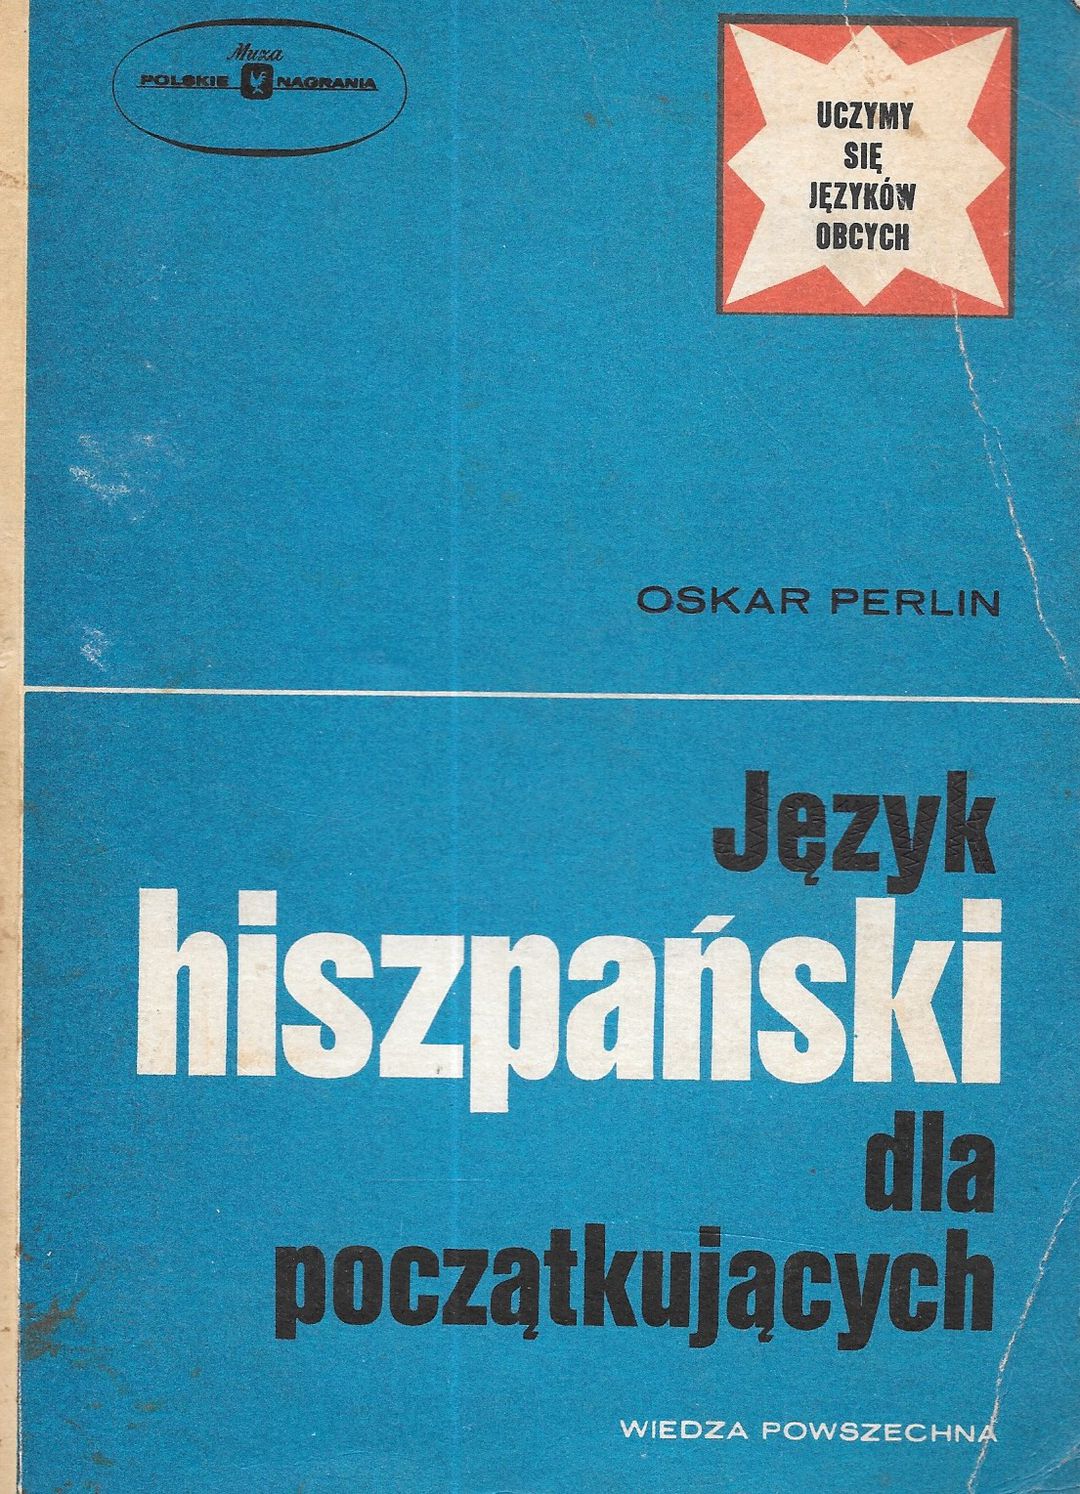 Muza
POLSKIE NAGRANIA
UCZYMY
SIĘ
JĘZYKÓW
OBCYCH
OSKAR PERLIN
Język
hiszpański
dla
początkujących
WIEDZA POWSZECHNA